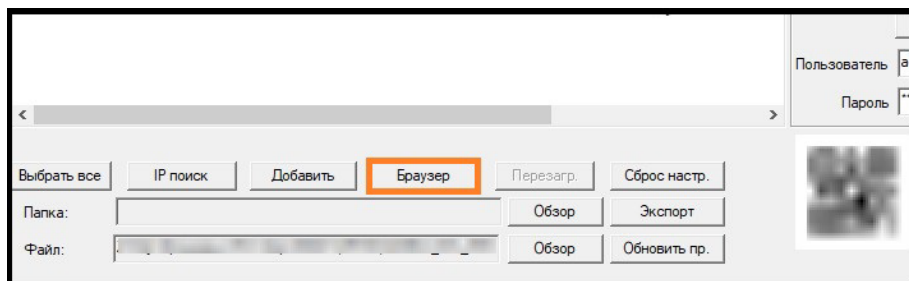 Пользователь а
Пароль **
Выбрать все IP поиск Добавить Браузер Перезагр. Сброс настр.
Папка: Обзор Экспорт
Файл: Обзор Обновить пр.